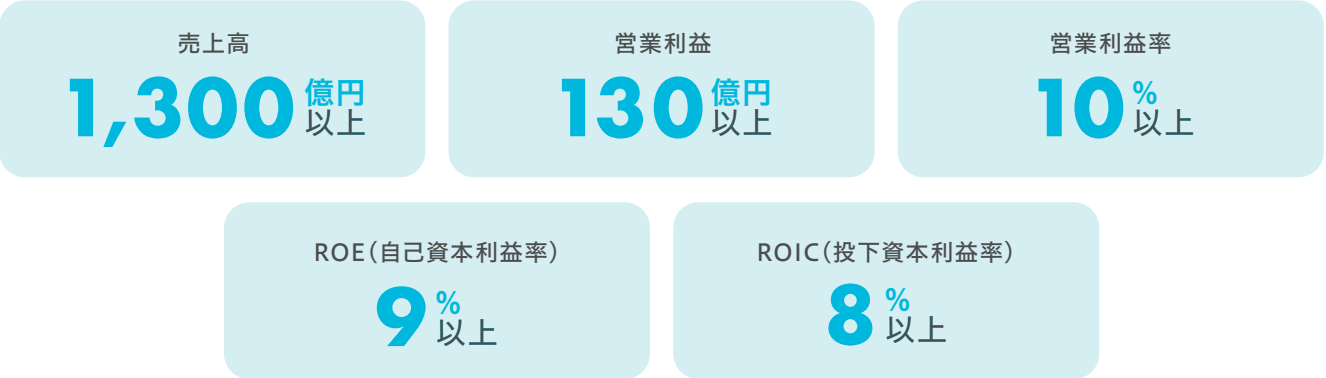 売上高
1,300億円以上
営業利益
130億円以上
営業利益率
10%以上
ROE(自己資本利益率)
9%以上
ROIC(投下資本利益率)
8%以上